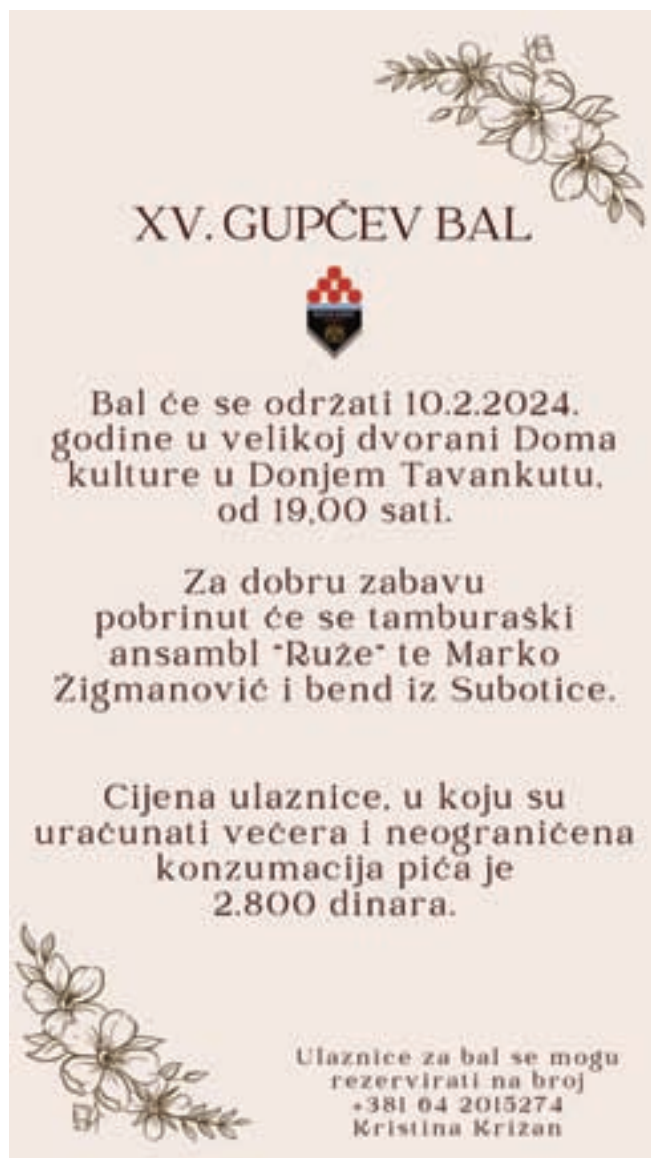 XV. GUPČEV BAL
Bal će se održati 10.2.2024.
godine u velikoj dvorani Doma
kulture u Donjem Tavankutu,
od 19,00 sati.
Za dobru zabavu
pobrinut će se tamburaški
ansambl "Ruže" te Marko
Žigmanović i bend iz Subotice.
Cijena ulaznice, u koju su
uračunati večera i neograničena
konzumacija pića je
2.800 dinara.
Ulaznice za bal se mogu
rezervirati na broj
+381 64 2015274
Kristina Križan